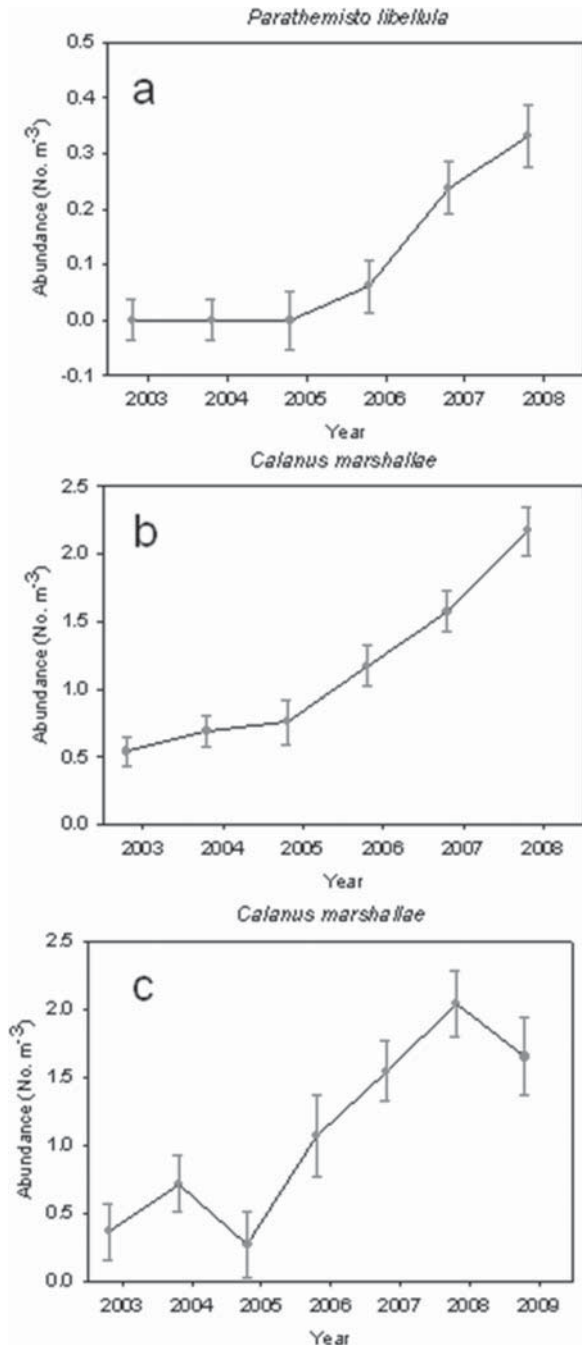 Parathemisto libellula
a
Abundance (No. m-3)
0.5
0.4
0.3
0.2
0.1
0.0
-0.1
2003 2004 2005 2006 2007 2008
Year
Calanus marshallae
b
Abundance (No. m-3)
2.5
2.0
1.5
1.0
0.5
0.0
2003 2004 2005 2006 2007 2008
Year
Calanus marshallae
c
Abundance (No. m-3)
2.5
2.0
1.5
1.0
0.5
0.0
2003 2004 2005 2006 2007 2008 2009
Year